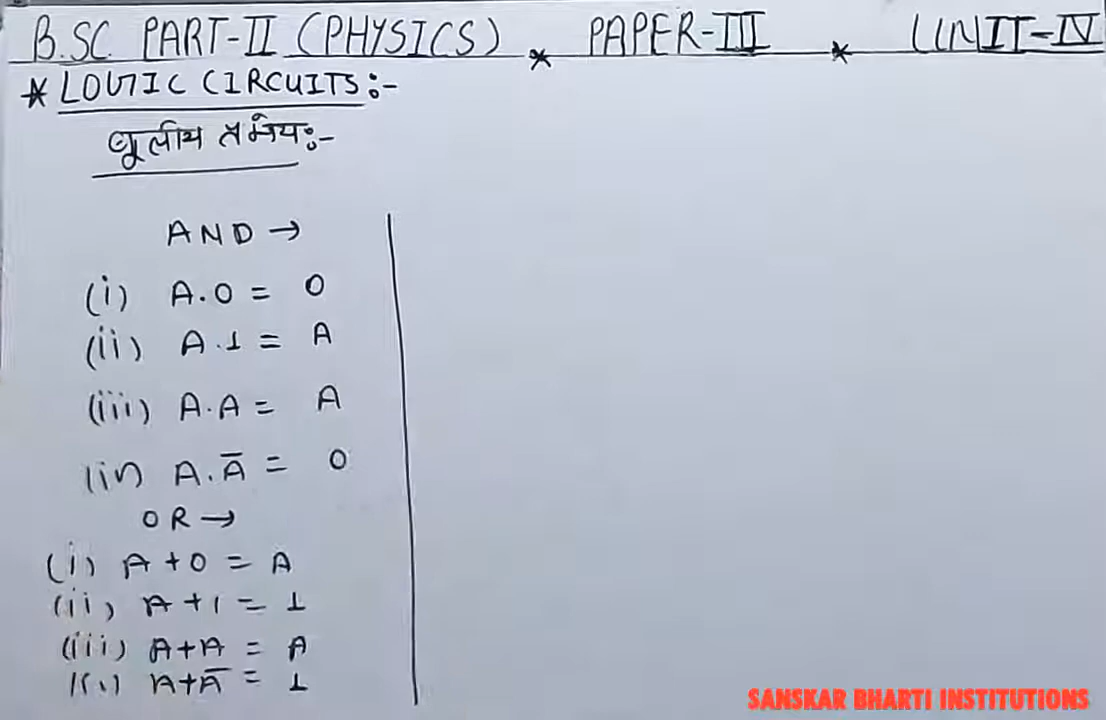 B.SC PART-II (PHYSICS) * PAPER-III * UNIT-IV
* LOGIC CIRCUITS:-
AND →
(i) A.0 = 0
(ii) A.1 = A
(iii) A.A = A
(iv) A.Ā = 0
OR →
(i) A+0 = A
(ii) A+1 = 1
(iii) A+A = A
(iv) A+Ā = 1
SANSKAR BHARTI INSTITUTIONS